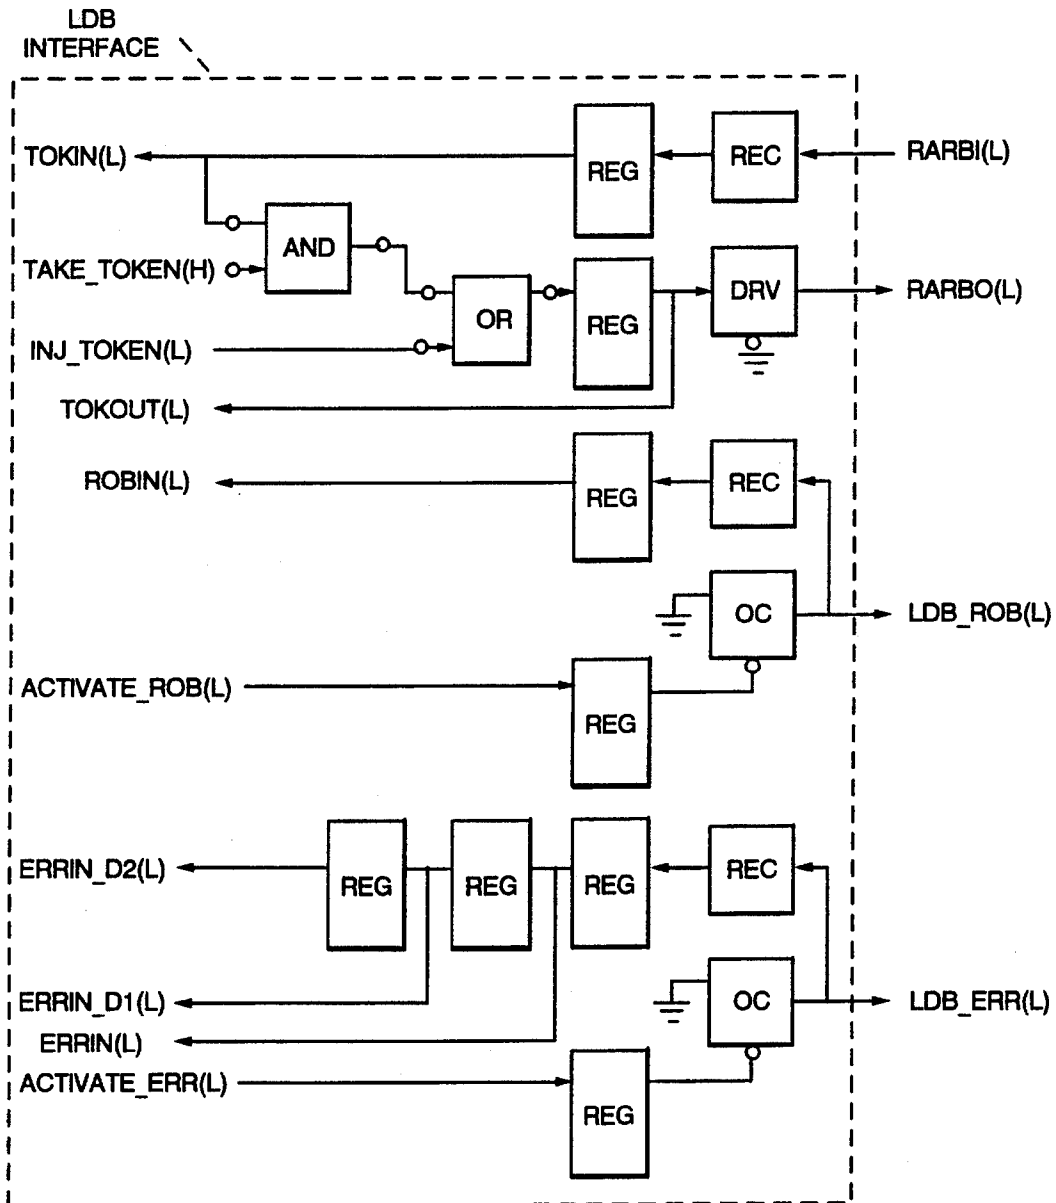 LDB
INTERFACE
TOKIN(L)
REG
REC
RARBI(L)
AND
TAKE_TOKEN(H)
OR
REG
DRV
RARBO(L)
INJ_TOKEN(L)
TOKOUT(L)
ROBIN(L)
REG
REC
OC
LDB_ROB(L)
ACTIVATE_ROB(L)
REG
ERRIN_D2(L)
REG
REG
REG
REC
ERRIN_D1(L)
OC
LDB_ERR(L)
ERRIN(L)
ACTIVATE_ERR(L)
REG